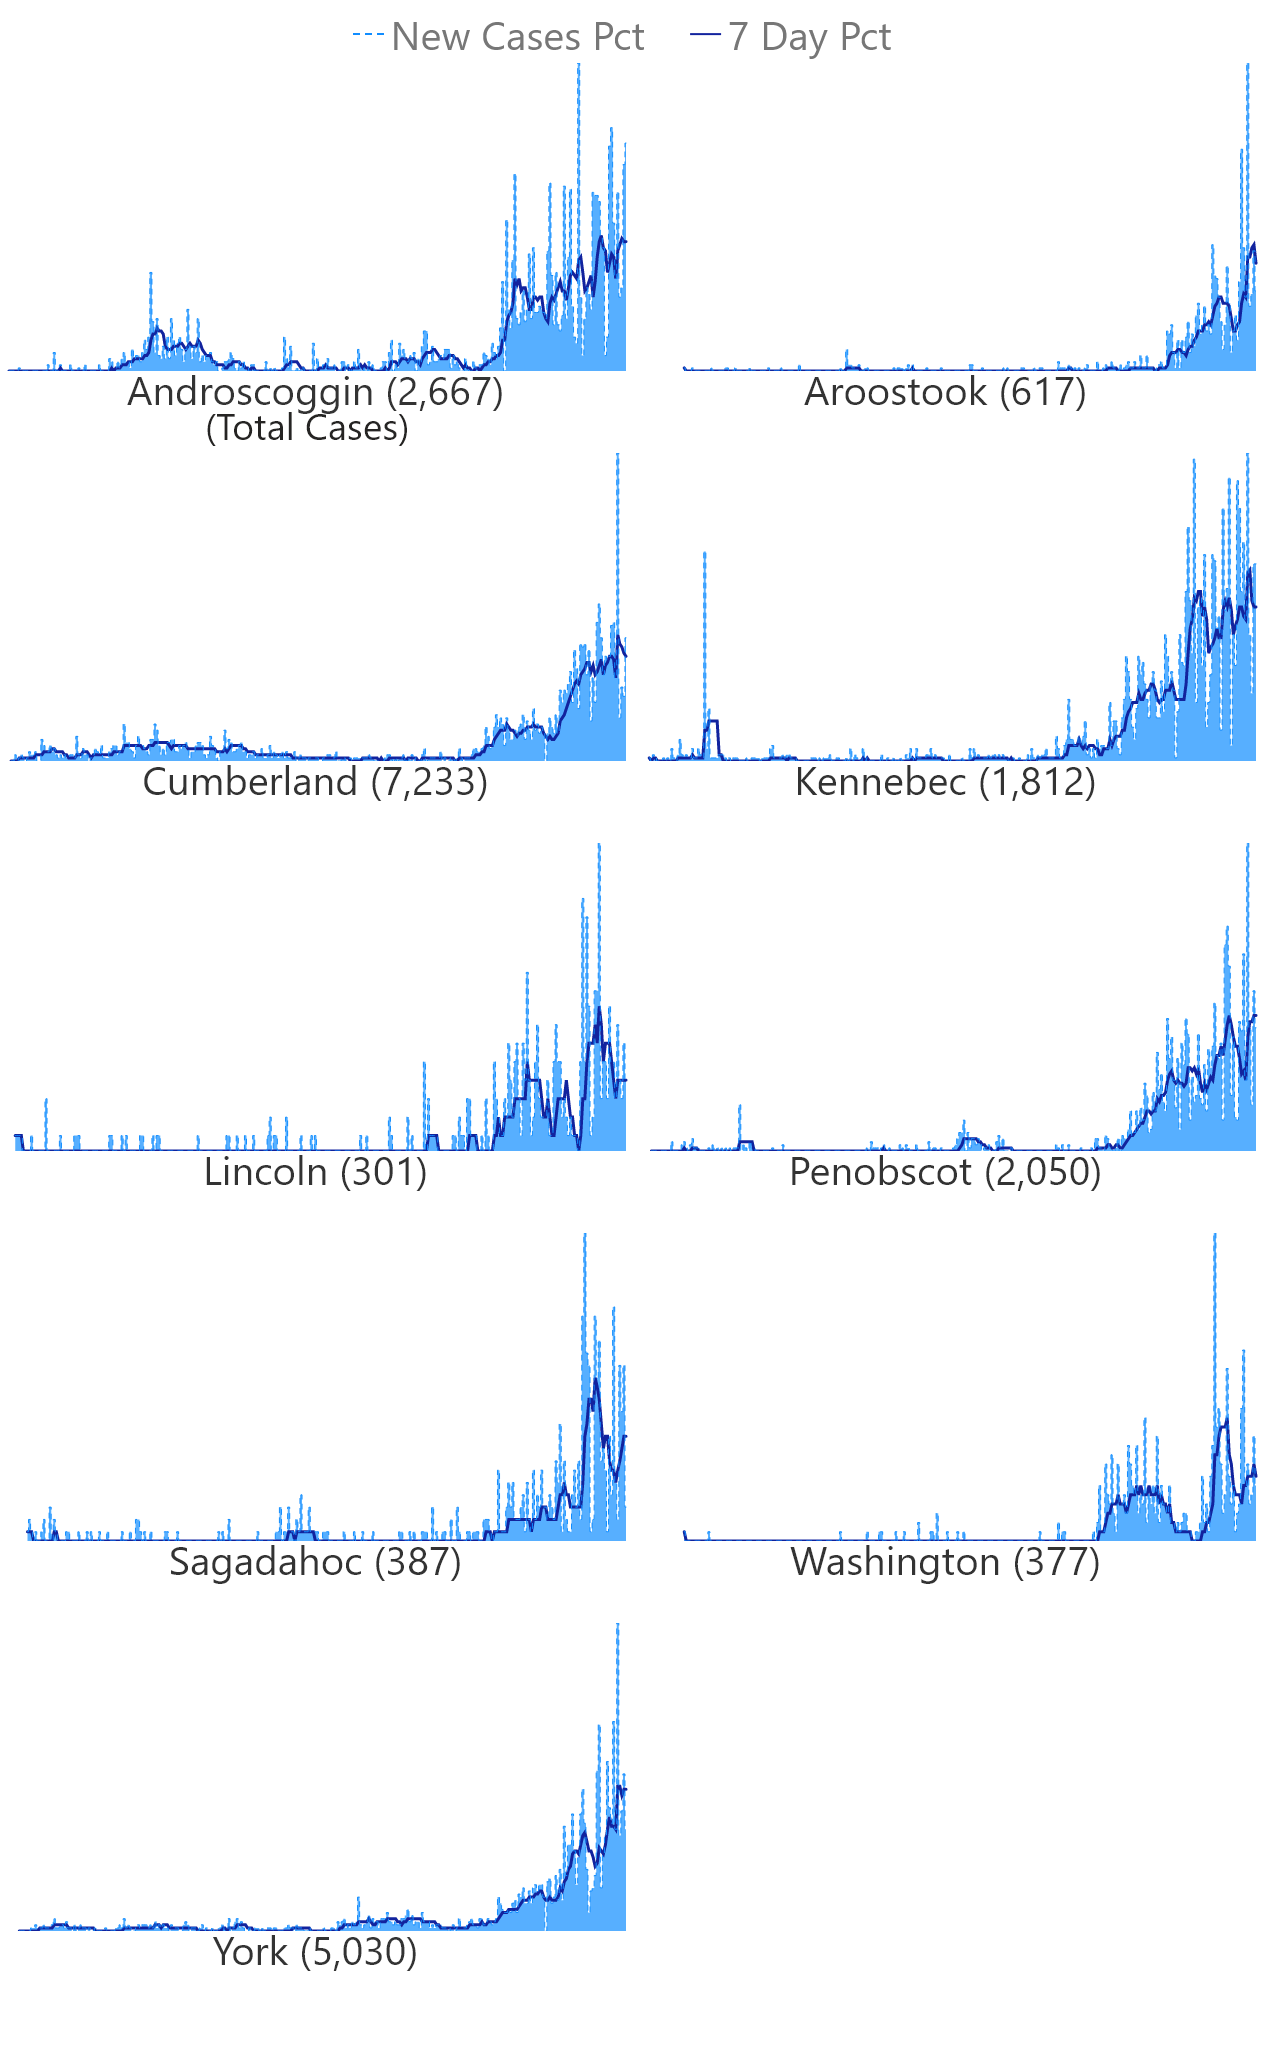 New Cases Pct 7 Day Pct
Androscoggin (2,667) Aroostook (617)
(Total Cases)
Cumberland (7,233) Kennebec (1,812)
Lincoln (301) Penobscot (2,050)
Sagadahoc (387) Washington (377)
York (5,030)